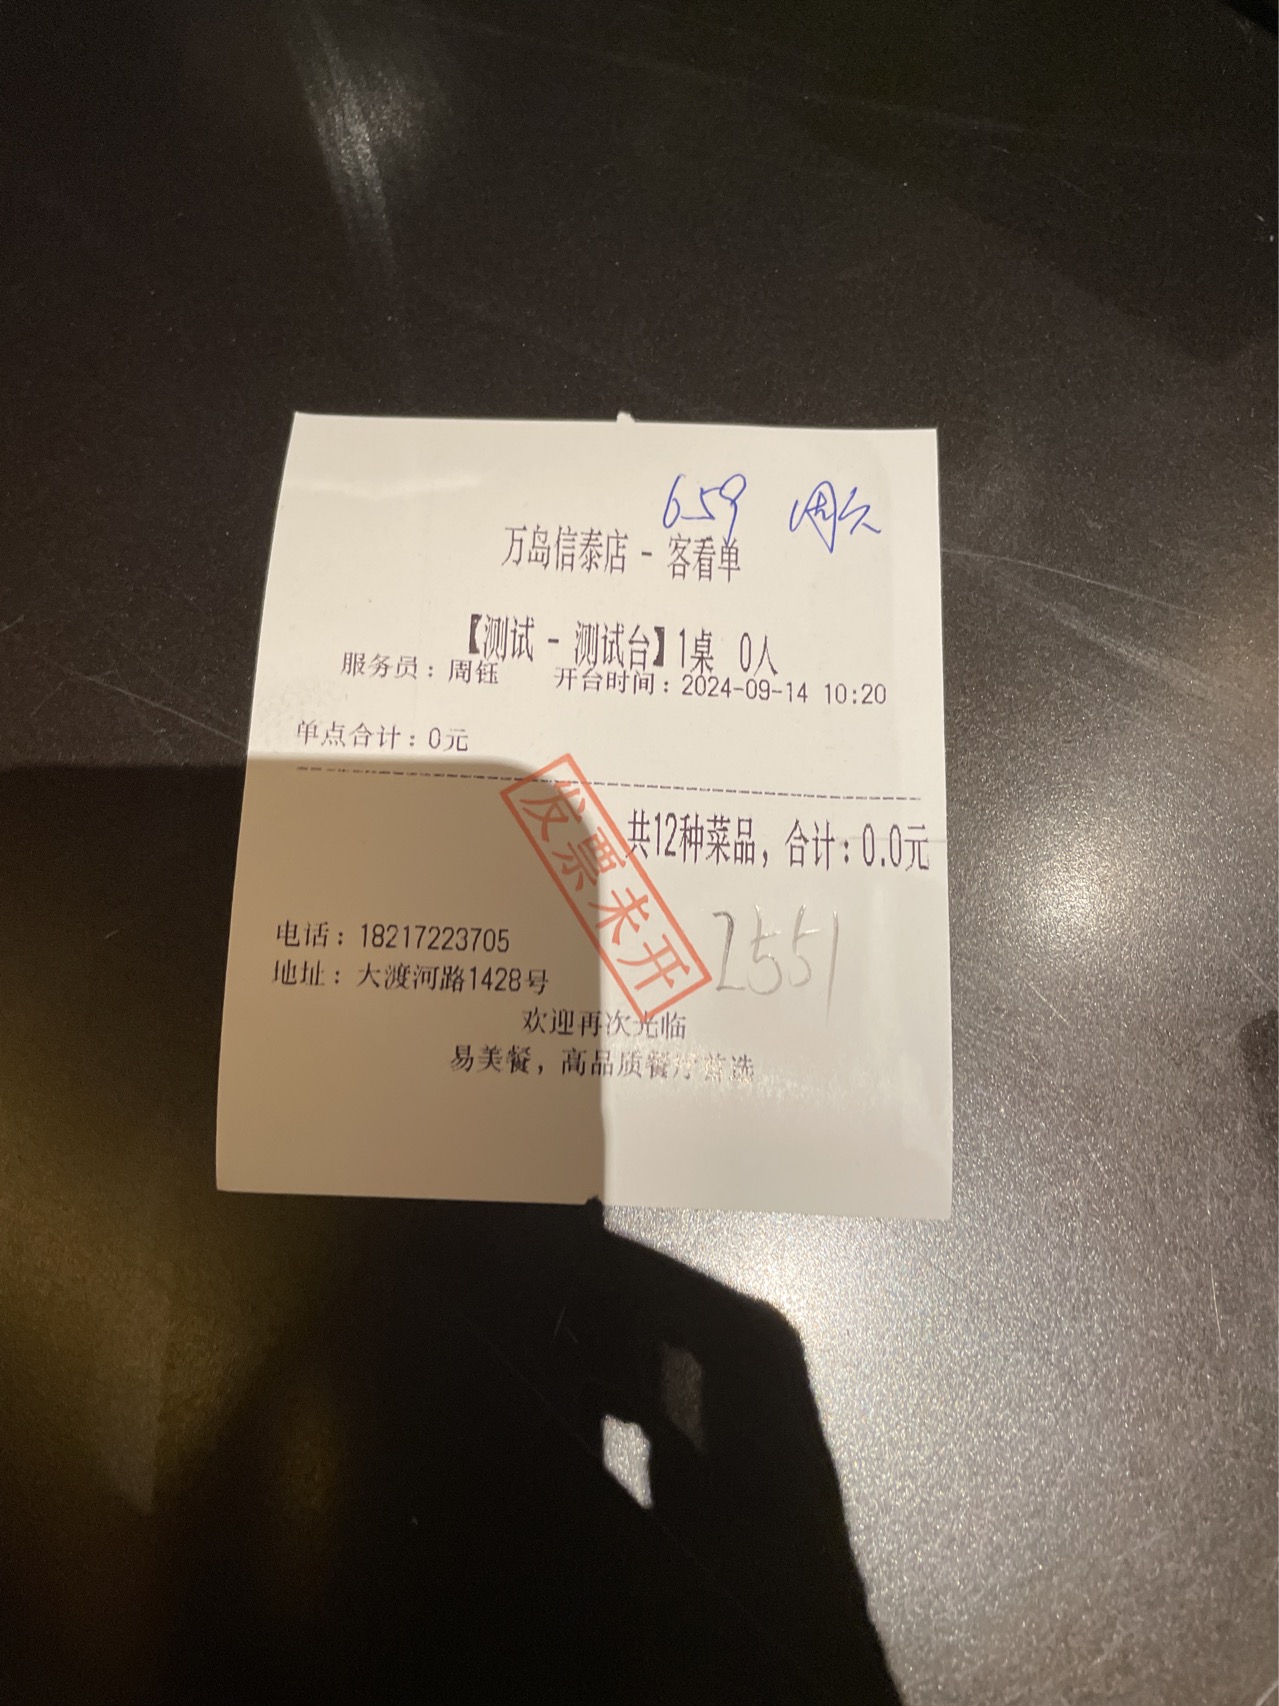 659 周
万岛信泰店 - 客看单
【测试 - 测试台】1桌 0人
服务员：周钰 开台时间：2024-09-14 10:20
单点合计：0元
共12种菜品，合计：0.0元
发票未开
2551
电话：18217223705
地址：大渡河路1428号
欢迎再次光临
易美餐，高品质餐厅首选